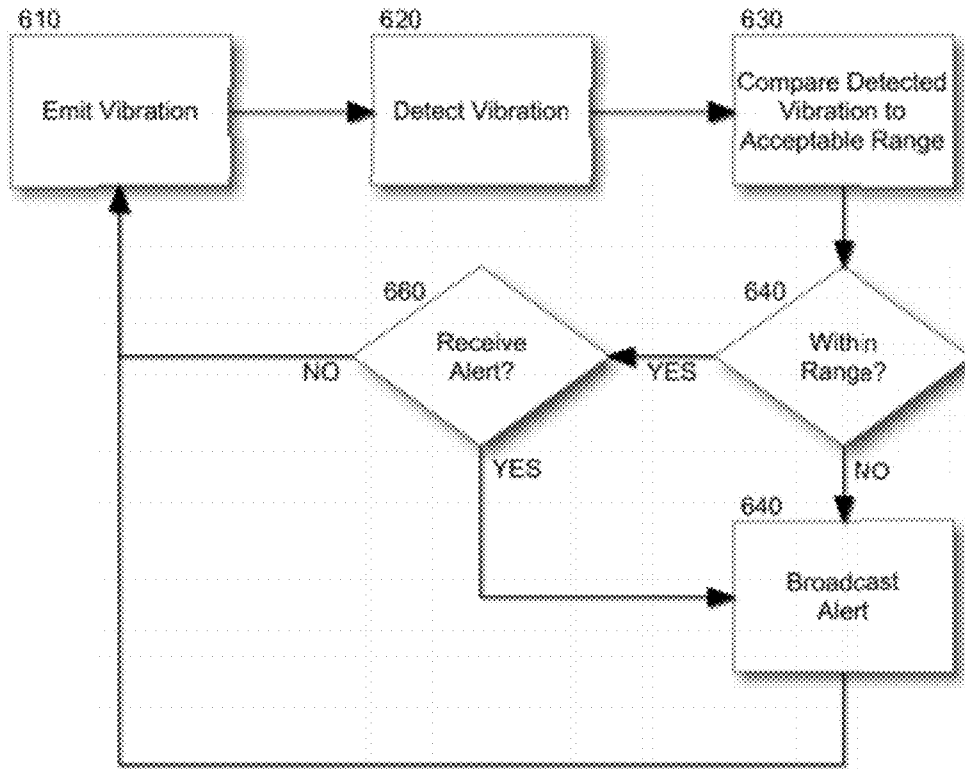 610
Emit Vibration
620
Detect Vibration
630
Compare Detected
Vibration to
Acceptable Range
660
Receive
Alert?
NO
YES
640
Within
Range?
YES
NO
640
Broadcast
Alert